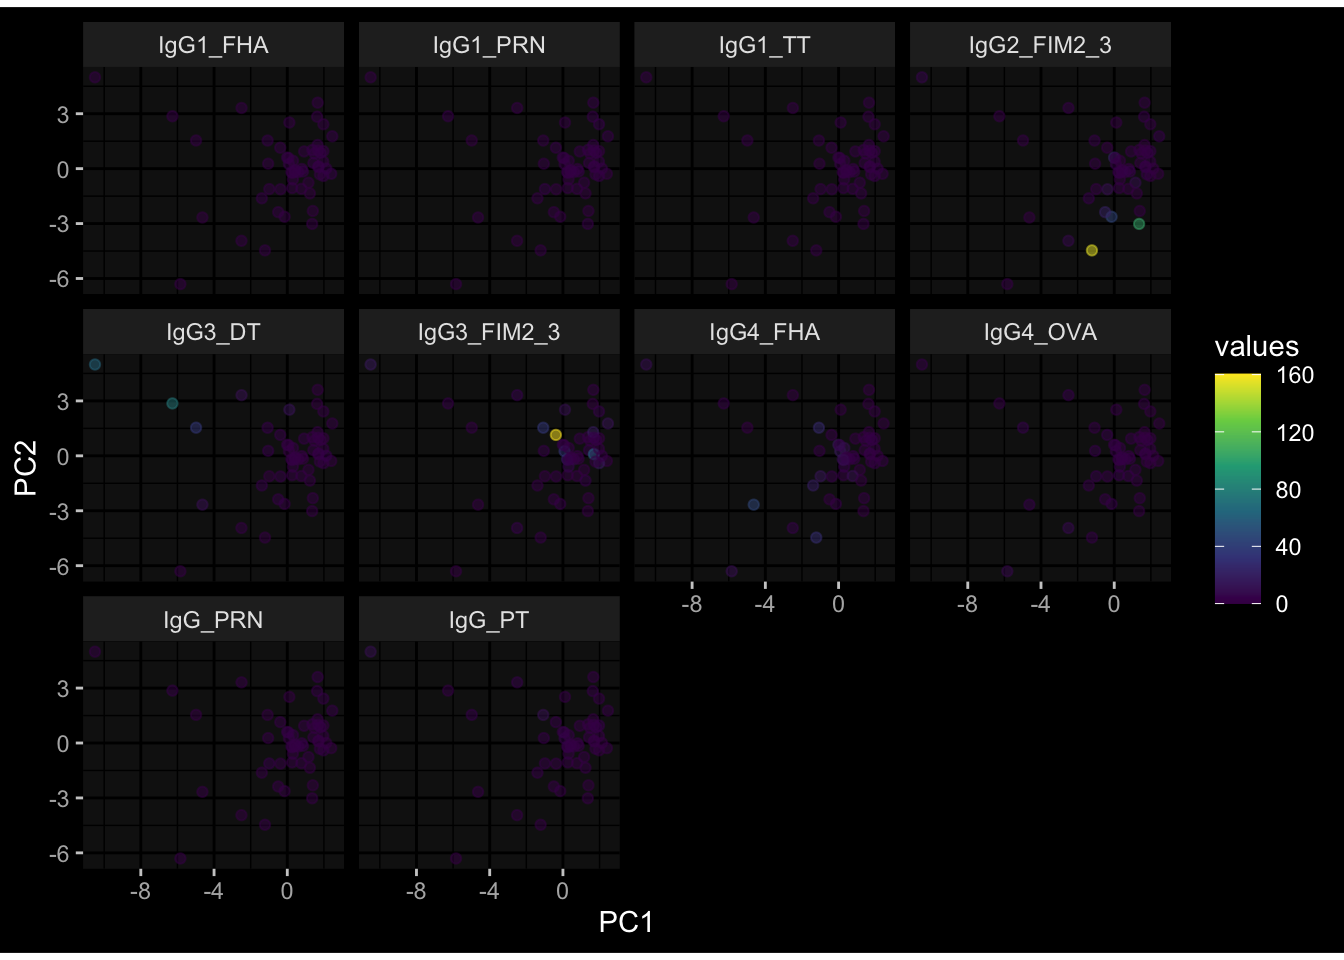 IgG1_FHA IgG1_PRN IgG1_TT IgG2_FIM2_3
3
0
-3
-6
IgG3_DT IgG3_FIM2_3 IgG4_FHA IgG4_OVA
3
0
-3
-6
-8 -4 0 -8 -4 0
IgG_PRN IgG_PT
3
0
-3
-6
-8 -4 0 -8 -4 0
PC1
PC2
values
160
120
80
40
0